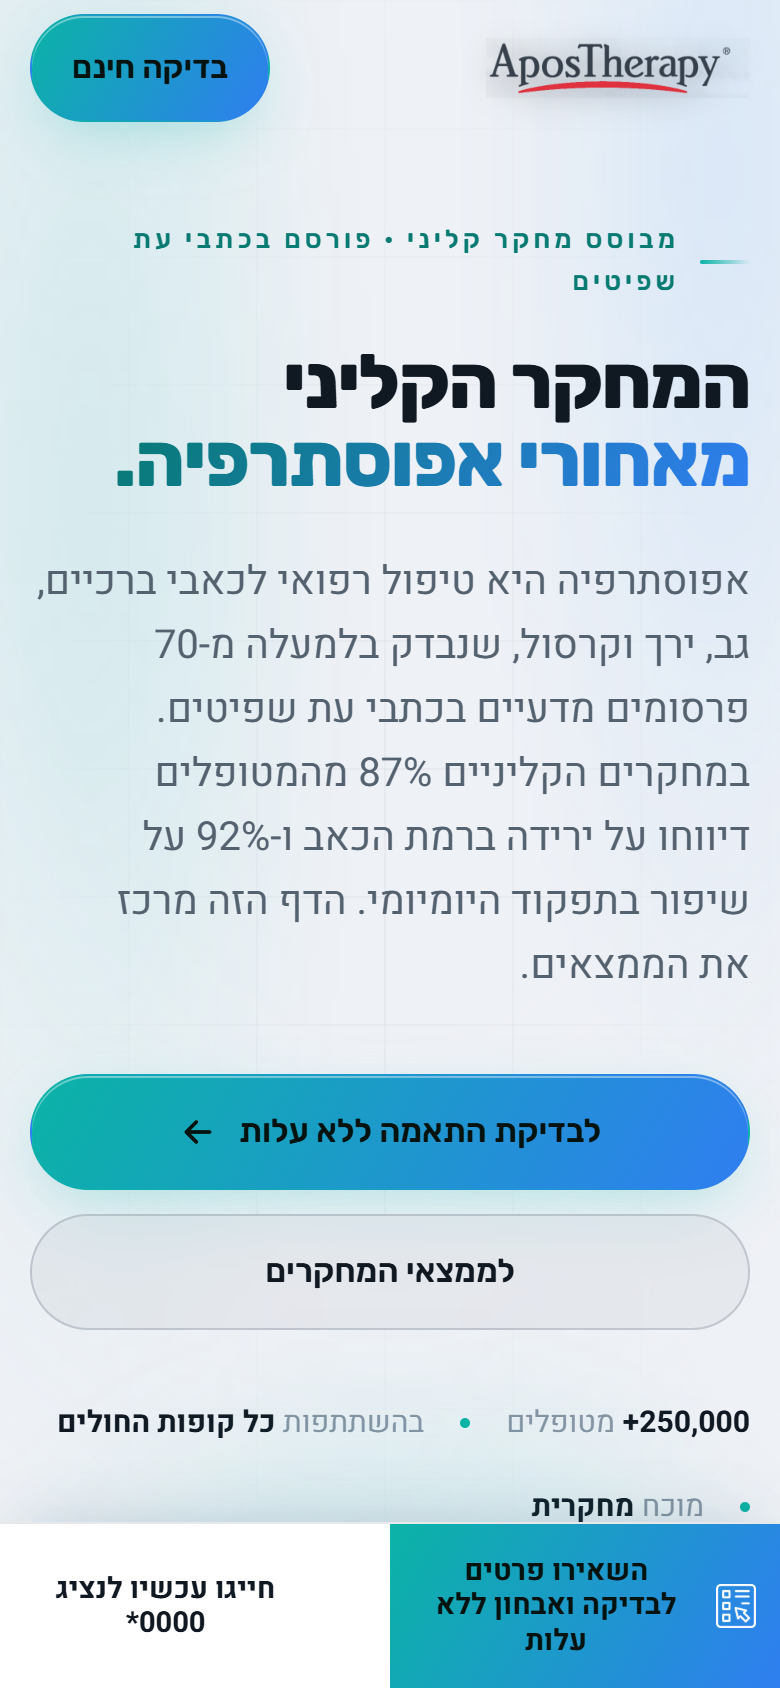 AposTherapy®
בדיקה חינם
מבוסס מחקר קליני • פורסם בכתבי עת
שפיטים
המחקר הקליני
מאחורי אפוסתרפיה.
אפוסתרפיה היא טיפול רפואי לכאבי ברכיים,
גב, ירך וקרסול, שנבדק בלמעלה מ-70
פרסומים מדעיים בכתבי עת שפיטים.
במחקרים הקליניים 87% מהמטופלים
דיווחו על ירידה ברמת הכאב ו-92% על
שיפור בתפקוד היומיומי. הדף הזה מרכז
את הממצאים.
לבדיקת התאמה ללא עלות ←
לממצאי המחקרים
250,000+ מטופלים • בהשתתפות כל קופות החולים
• מוכח מחקרית
השאירו פרטים
לבדיקה ואבחון ללא
עלות
חייגו עכשיו לנציג
0000*